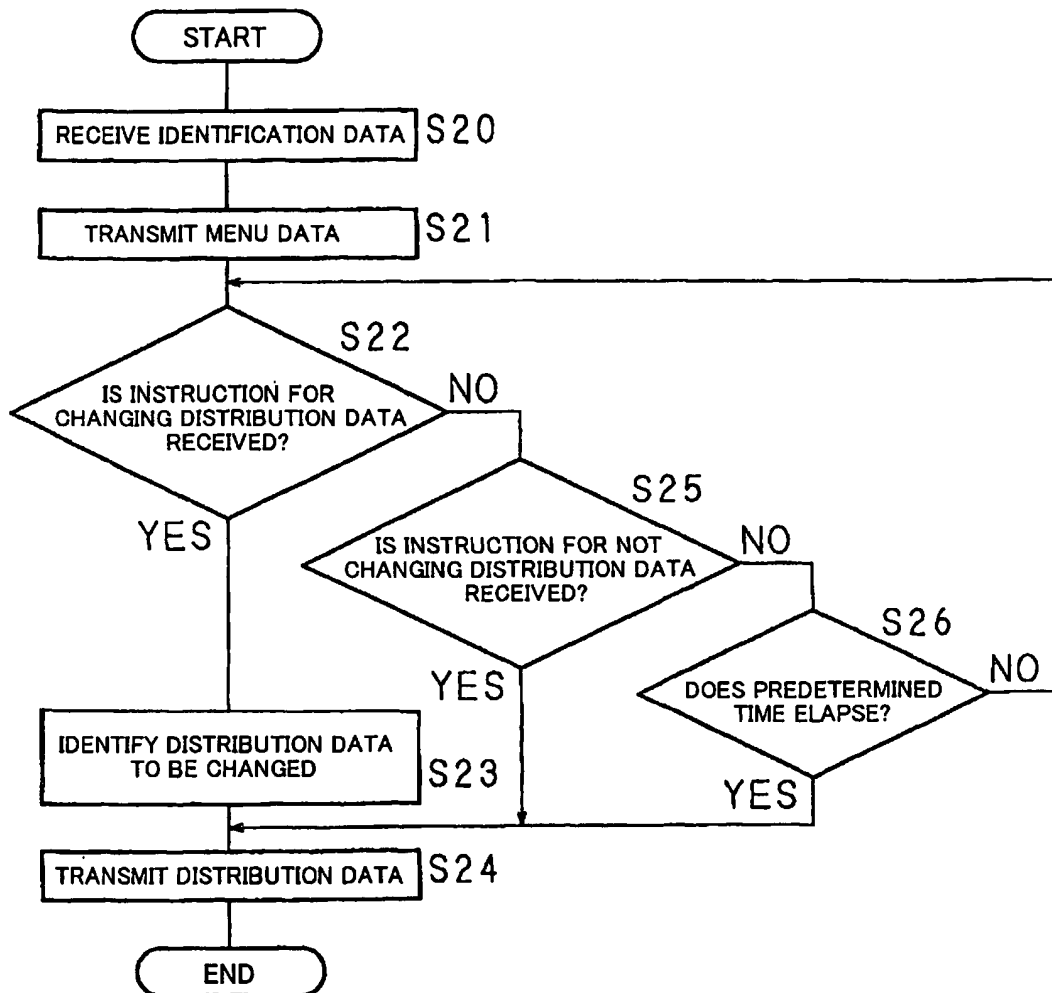 START
RECEIVE IDENTIFICATION DATA
S20
TRANSMIT MENU DATA
S21
S22
IS INSTRUCTION FOR
CHANGING DISTRIBUTION DATA
RECEIVED?
NO
YES
S25
IS INSTRUCTION FOR NOT
CHANGING DISTRIBUTION DATA
RECEIVED?
NO
YES
S26
DOES PREDETERMINED
TIME ELAPSE?
NO
YES
IDENTIFY DISTRIBUTION DATA
TO BE CHANGED
S23
TRANSMIT DISTRIBUTION DATA
S24
END